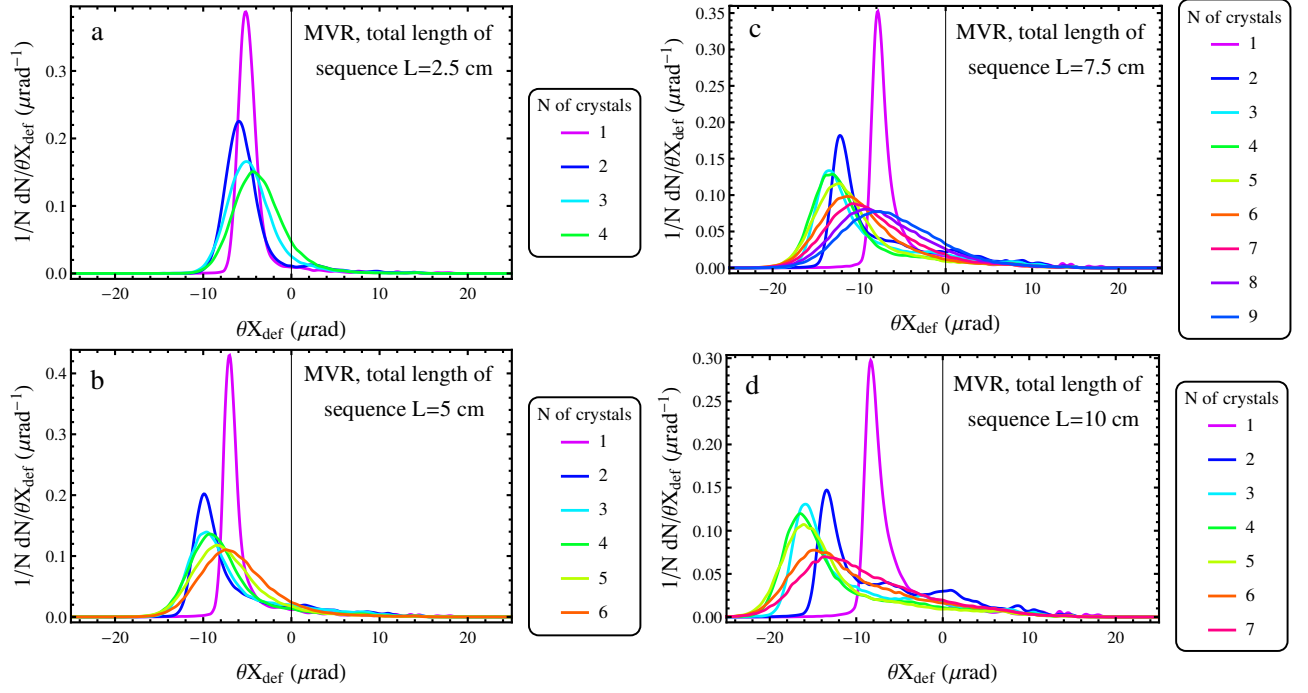 a
MVR, total length of
sequence L=2.5 cm
1/N dN/θX_def (μrad⁻¹)
0.3
0.2
0.1
0.0
−20
−10
0
10
20
θX_def (μrad)
N of crystals
1
2
3
4
c
MVR, total length of
sequence L=7.5 cm
1/N dN/θX_def (μrad⁻¹)
0.35
0.30
0.25
0.20
0.15
0.10
0.05
0.00
−20
−10
0
10
20
θX_def (μrad)
N of crystals
1
2
3
4
5
6
7
8
9
b
MVR, total length of
sequence L=5 cm
1/N dN/θX_def (μrad⁻¹)
0.4
0.3
0.2
0.1
0.0
−20
−10
0
10
20
θX_def (μrad)
N of crystals
1
2
3
4
5
6
d
MVR, total length of
sequence L=10 cm
1/N dN/θX_def (μrad⁻¹)
0.30
0.25
0.20
0.15
0.10
0.05
0.00
−20
−10
0
10
20
θX_def (μrad)
N of crystals
1
2
3
4
5
6
7